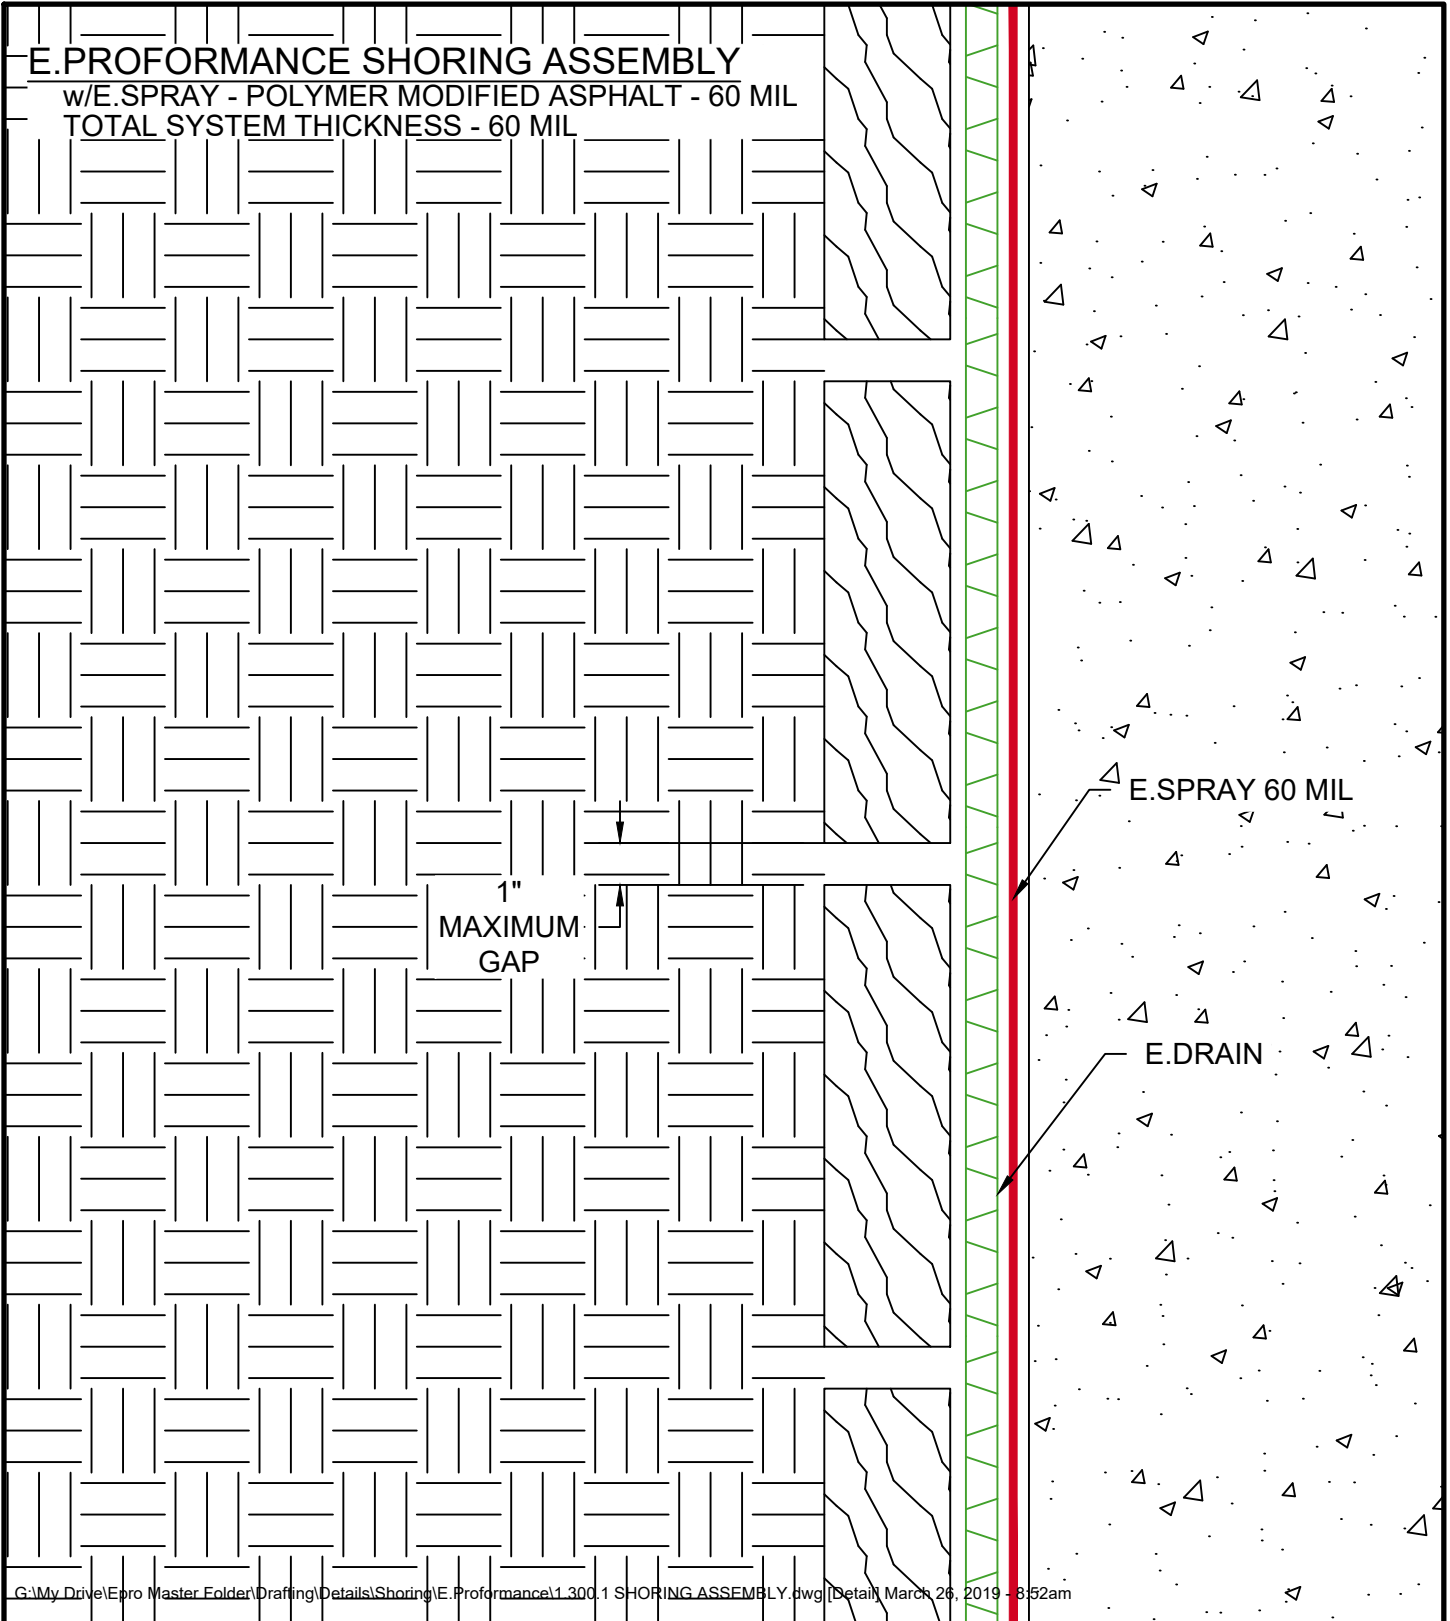 E.PROFORMANCE SHORING ASSEMBLY
w/E.SPRAY - POLYMER MODIFIED ASPHALT - 60 MIL
TOTAL SYSTEM THICKNESS - 60 MIL
E.SPRAY 60 MIL
1"
MAXIMUM
GAP
E.DRAIN
G:\My Drive\Epro Master Folder\Drafting\Details\Shoring\E.Proformance\1.300.1 SHORING ASSEMBLY.dwg [Detail] March 26, 2019 - 8:52am